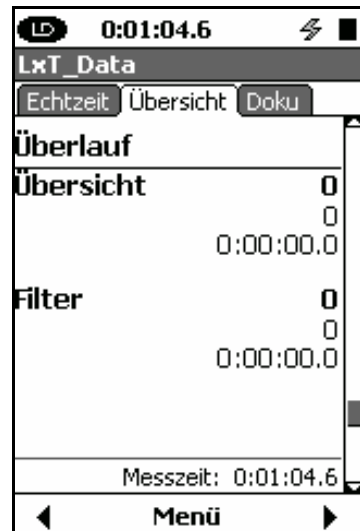 LD 0:01:04.6
LxT_Data
Echtzeit Übersicht Doku
Überlauf
Übersicht 0
0
0:00:00.0
Filter 0
0
0:00:00.0
Messzeit: 0:01:04.6
Menü